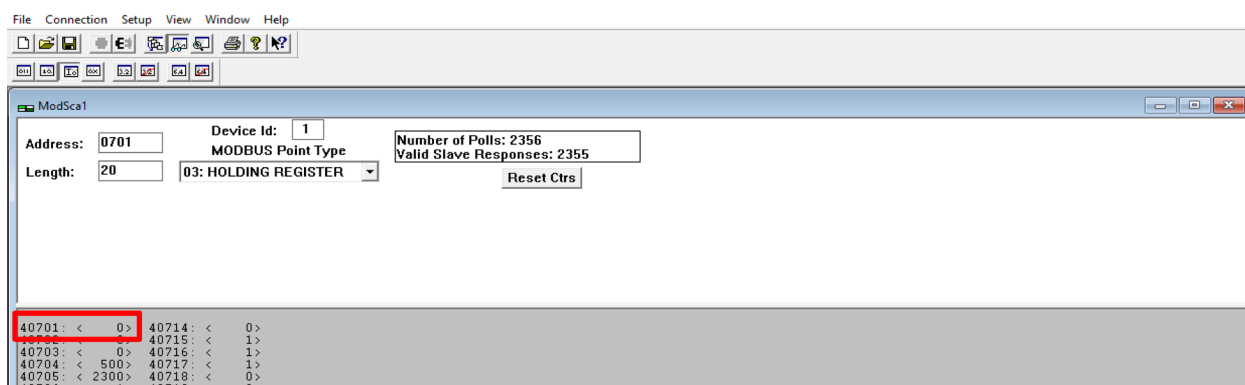 File Connection Setup View Window Help
ModSca1
Address: 0701
Device Id: 1
MODBUS Point Type
Length: 20
03: HOLDING REGISTER
Number of Polls: 2356
Valid Slave Responses: 2355
Reset Ctrs
40701: < 0> 40714: < 0>
40702: < 0> 40715: < 1>
40703: < 0> 40716: < 1>
40704: < 500> 40717: < 1>
40705: < 2300> 40718: < 0>